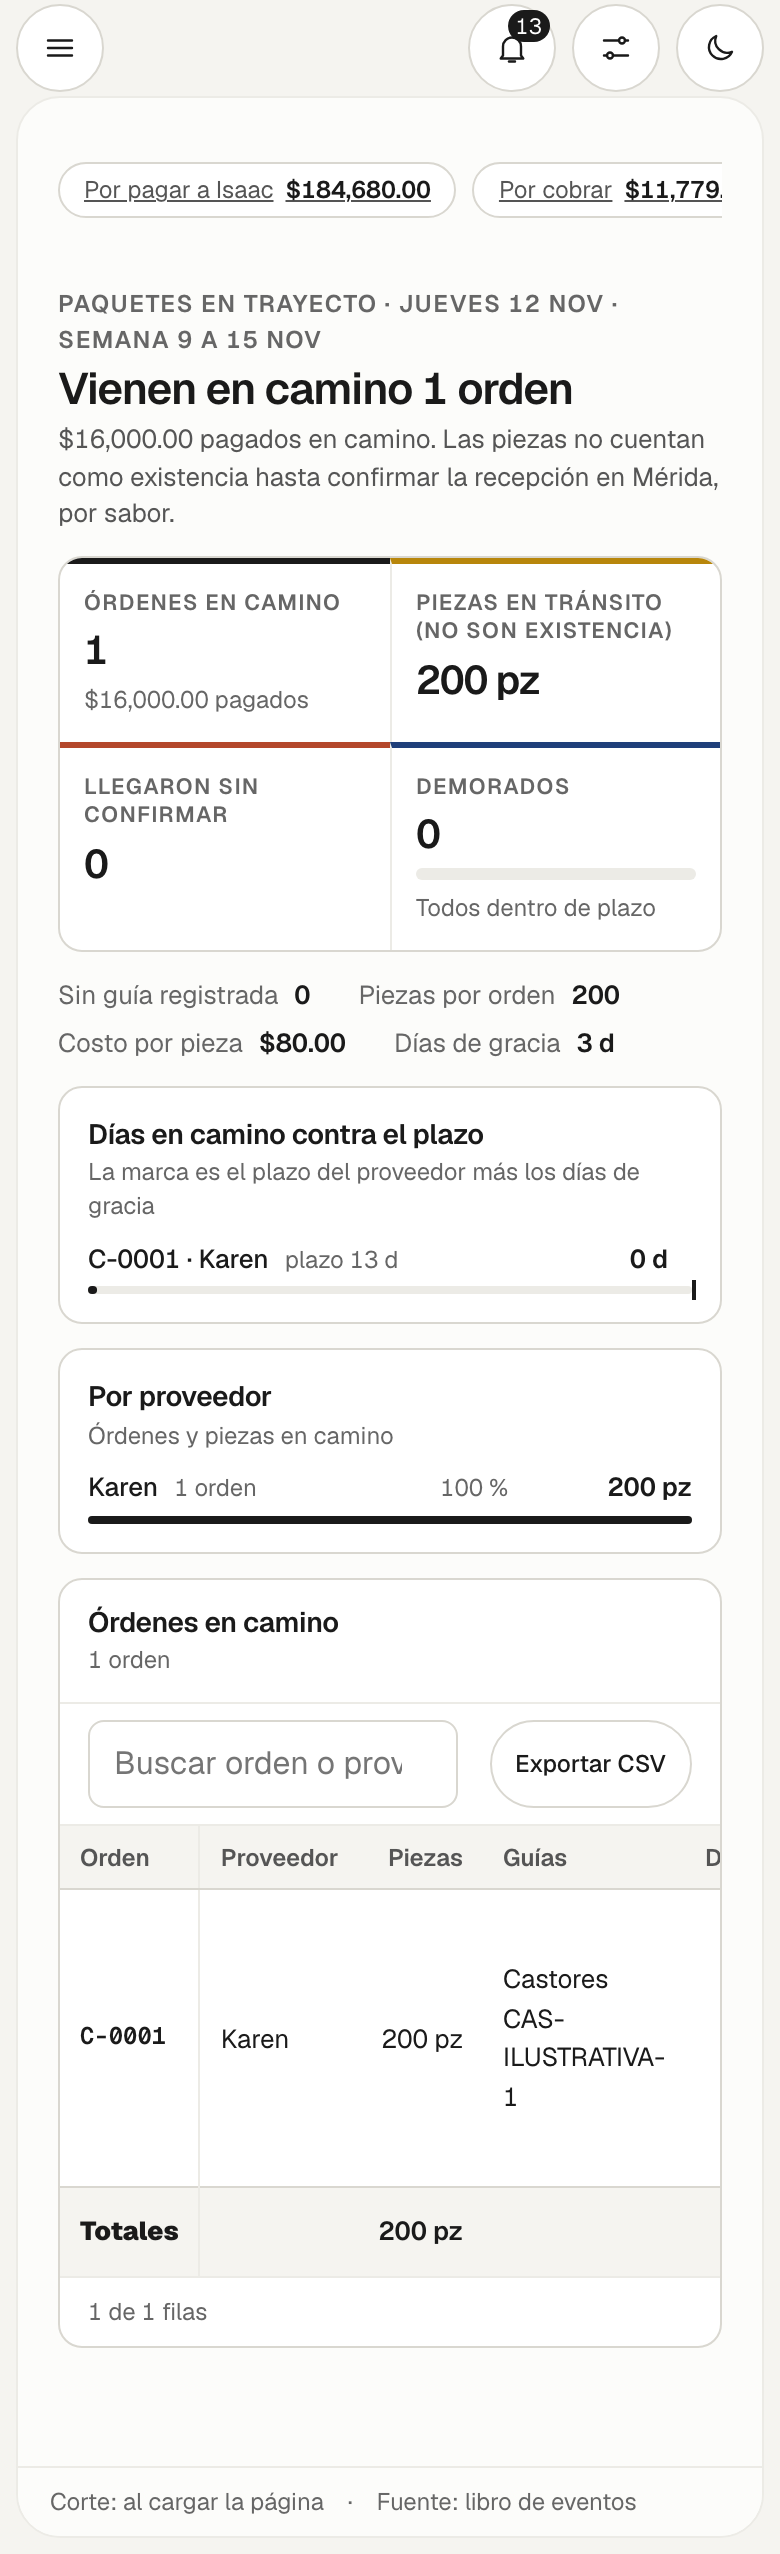 13
Por pagar a Isaac $184,680.00 Por cobrar $11,779.
PAQUETES EN TRAYECTO · JUEVES 12 NOV ·
SEMANA 9 A 15 NOV
Vienen en camino 1 orden
$16,000.00 pagados en camino. Las piezas no cuentan
como existencia hasta confirmar la recepción en Mérida,
por sabor.
ÓRDENES EN CAMINO
1
$16,000.00 pagados
PIEZAS EN TRÁNSITO
(NO SON EXISTENCIA)
200 pz
LLEGARON SIN
CONFIRMAR
0
DEMORADOS
0
Todos dentro de plazo
Sin guía registrada 0 Piezas por orden 200
Costo por pieza $80.00 Días de gracia 3 d
Días en camino contra el plazo
La marca es el plazo del proveedor más los días de
gracia
C-0001 · Karen plazo 13 d 0 d
Por proveedor
Órdenes y piezas en camino
Karen 1 orden 100 % 200 pz
Órdenes en camino
1 orden
Buscar orden o prov Exportar CSV
Orden Proveedor Piezas Guías D
C-0001 Karen 200 pz Castores
CAS-
ILUSTRATIVA-
1
Totales 200 pz
1 de 1 filas
Corte: al cargar la página · Fuente: libro de eventos